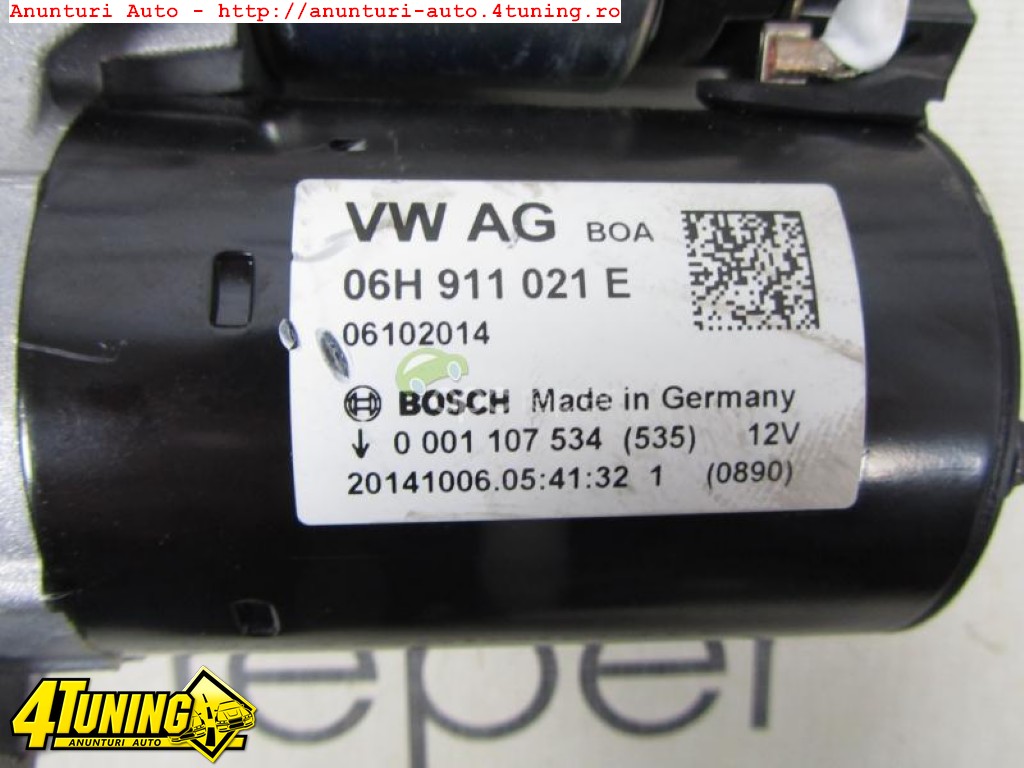 Anunturi Auto - http://anunturi-auto.4tuning.ro
VW AG BOA
06H 911 021 E
06102014
BOSCH Made in Germany
↓ 0 001 107 534 (535) 12V
20141006.05:41:32 1 (0890)
4TUNING
ANUNTURI AUTO